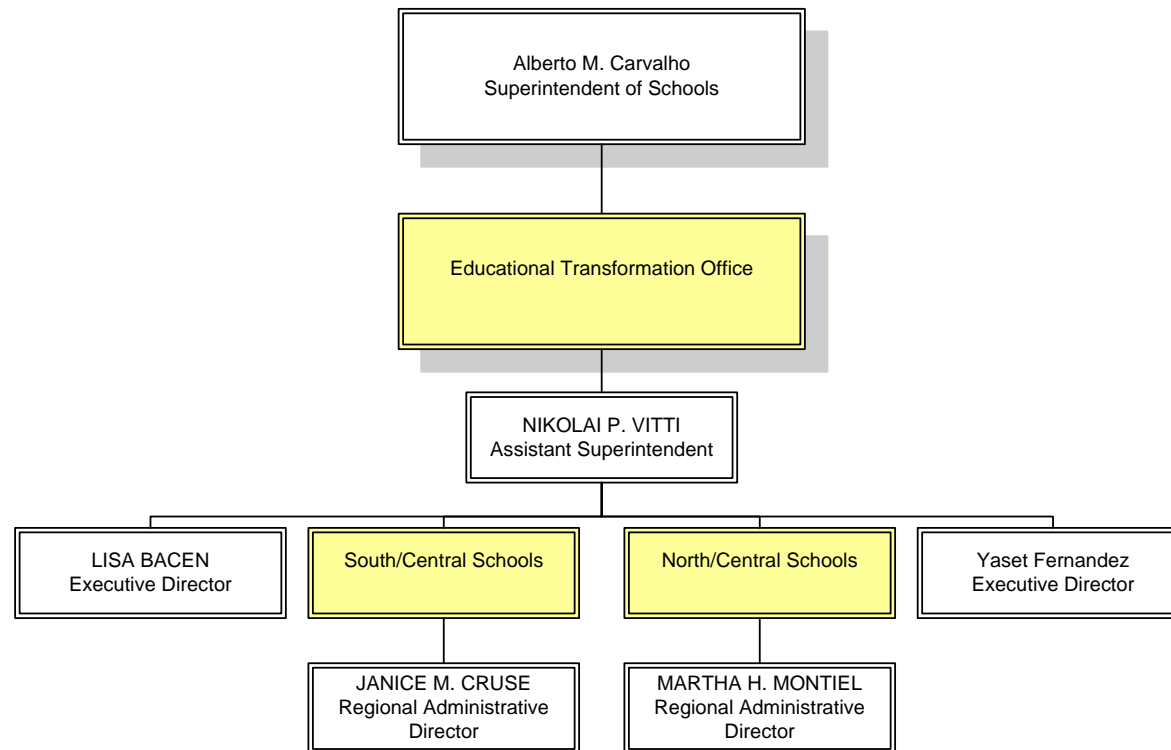 Alberto M. Carvalho
Superintendent of Schools
Educational Transformation Office
NIKOLAI P. VITTI
Assistant Superintendent
LISA BACEN
Executive Director
South/Central Schools
North/Central Schools
Yaset Fernandez
Executive Director
JANICE M. CRUSE
Regional Administrative
Director
MARTHA H. MONTIEL
Regional Administrative
Director